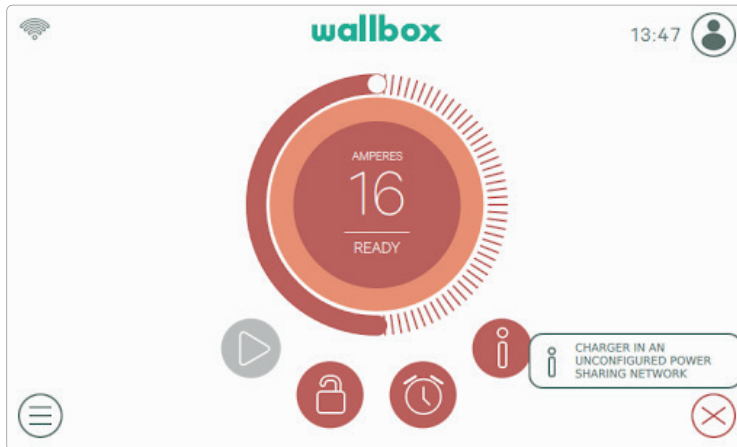 wallbox
13:47
AMPERES
16
READY
CHARGER IN AN
UNCONFIGURED POWER
SHARING NETWORK